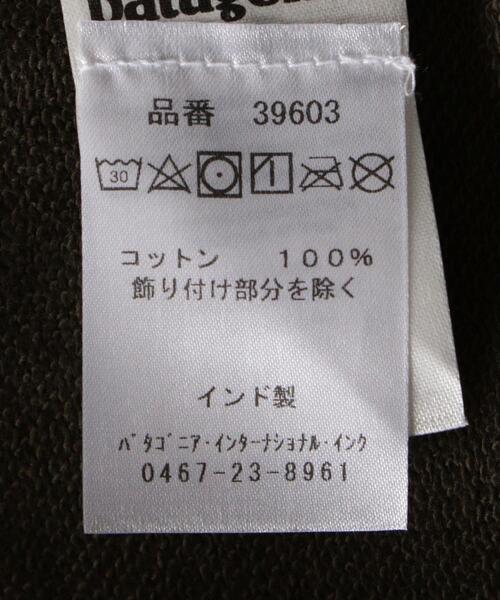 Patagonia
品番 39603
30
コットン 100%
飾り付け部分を除く
インド製
ﾊﾟﾀｺﾞﾆｱ・ｲﾝﾀｰﾅｼｮﾅﾙ・ｲﾝｸ
0467-23-8961